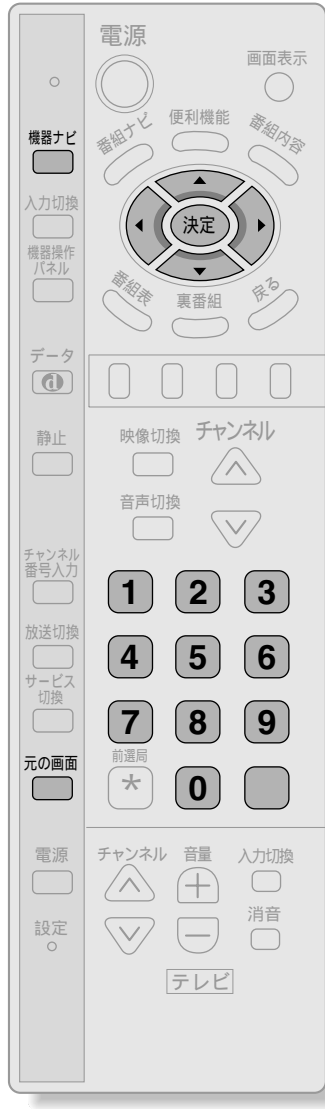 電源
画面表示
機器ナビ
番組ナビ
便利機能
番組内容
入力切換
決定
機器操作
パネル
番組表
裏番組
戻る
データ
d
静止
映像切換
チャンネル
音声切換
チャンネル
番号入力
1 2 3
放送切換
4 5 6
サービス
切換
7 8 9
元の画面
前選局
* 0
電源
チャンネル
音量
入力切換
設定
消音
テレビ